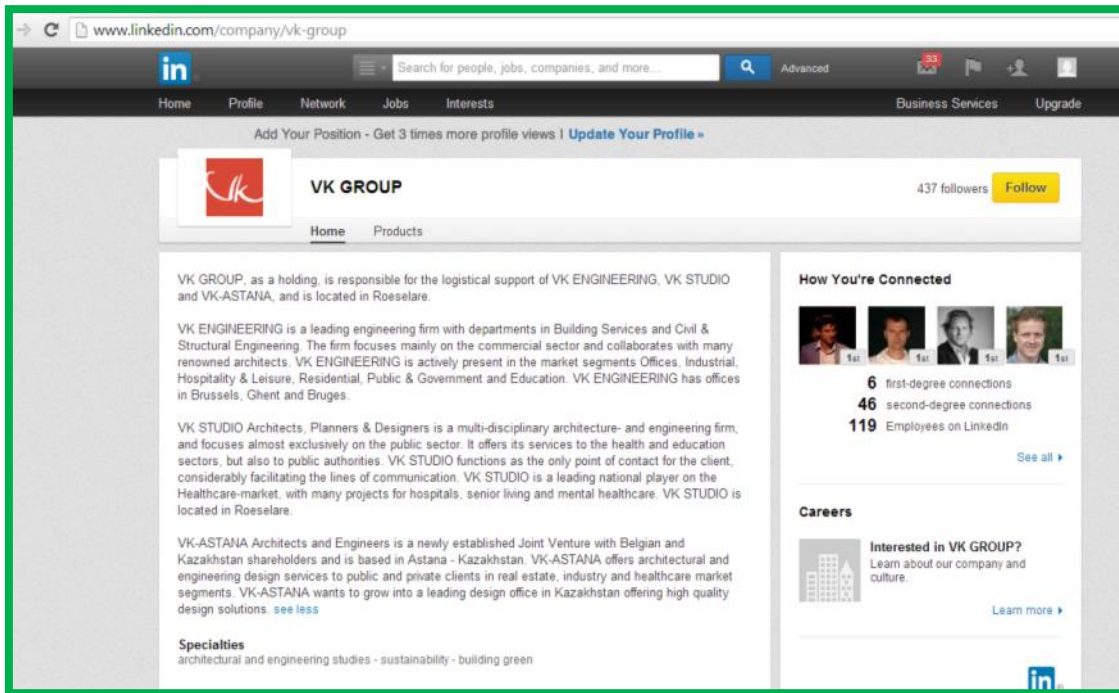 www.linkedin.com/company/vk-group
in
Search for people, jobs, companies, and more...
Advanced
33
Home Profile Network Jobs Interests Business Services Upgrade
Add Your Position - Get 3 times more profile views | Update Your Profile »
Vk
VK GROUP
437 followers Follow
Home Products
VK GROUP, as a holding, is responsible for the logistical support of VK ENGINEERING, VK STUDIO
and VK-ASTANA, and is located in Roeselare.
VK ENGINEERING is a leading engineering firm with departments in Building Services and Civil &
Structural Engineering. The firm focuses mainly on the commercial sector and collaborates with many
renowned architects. VK ENGINEERING is actively present in the market segments Offices, Industrial,
Hospitality & Leisure, Residential, Public & Government and Education. VK ENGINEERING has offices
in Brussels, Ghent and Bruges.
VK STUDIO Architects, Planners & Designers is a multi-disciplinary architecture- and engineering firm,
and focuses almost exclusively on the public sector. It offers its services to the health and education
sectors, but also to public authorities. VK STUDIO functions as the only point of contact for the client,
considerably facilitating the lines of communication. VK STUDIO is a leading national player on the
Healthcare-market, with many projects for hospitals, senior living and mental healthcare. VK STUDIO is
located in Roeselare.
VK-ASTANA Architects and Engineers is a newly established Joint Venture with Belgian and
Kazakhstan shareholders and is based in Astana - Kazakhstan. VK-ASTANA offers architectural and
engineering design services to public and private clients in real estate, industry and healthcare market
segments. VK-ASTANA wants to grow into a leading design office in Kazakhstan offering high quality
design solutions. see less
Specialties
architectural and engineering studies - sustainability - building green
How You're Connected
1st 1st 1st 1st
6 first-degree connections
46 second-degree connections
119 Employees on LinkedIn
See all
Careers
Interested in VK GROUP?
Learn about our company and
culture.
Learn more
in